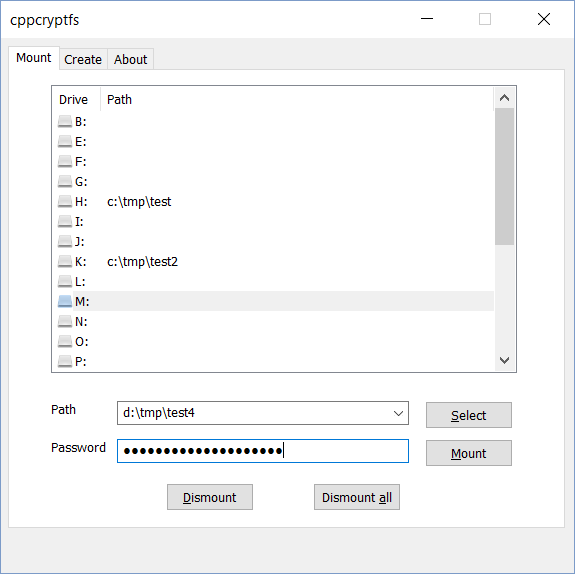 cppcryptfs
Mount Create About
Drive Path
B:
E:
F:
G:
H: c:\tmp\test
I:
J:
K: c:\tmp\test2
L:
M:
N:
O:
P:
Path d:\tmp\test4 Select
Password ●●●●●●●●●●●●●●●●●●●● Mount
Dismount Dismount all